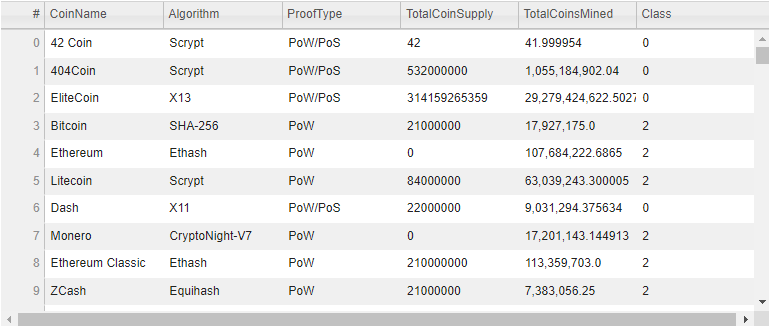 # CoinName Algorithm ProofType TotalCoinSupply TotalCoinsMined Class
0 42 Coin Scrypt PoW/PoS 42 41.999954 0
1 404Coin Scrypt PoW/PoS 532000000 1,055,184,902.04 0
2 EliteCoin X13 PoW/PoS 314159265359 29,279,424,622.5027 0
3 Bitcoin SHA-256 PoW 21000000 17,927,175.0 2
4 Ethereum Ethash PoW 0 107,684,222.6865 2
5 Litecoin Scrypt PoW 84000000 63,039,243.300005 2
6 Dash X11 PoW/PoS 22000000 9,031,294.375634 0
7 Monero CryptoNight-V7 PoW 0 17,201,143.144913 2
8 Ethereum Classic Ethash PoW 210000000 113,359,703.0 2
9 ZCash Equihash PoW 21000000 7,383,056.25 2